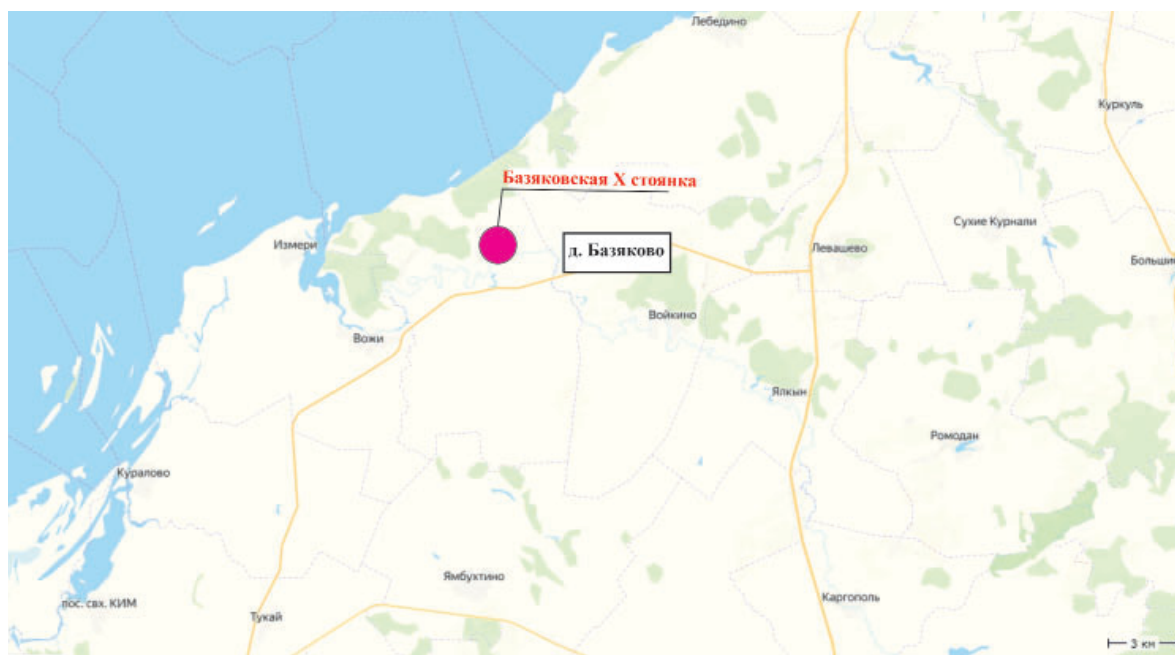 Лебедино
Куркуль
Базяковская X стоянка
Сухие Курнали
Измери
д. Базяково
Левашево
Большие
Войкино
Вожи
Ялкын
Ромодан
Куралово
Ямбухтино
пос. свх. КИМ
Каргополь
Тукай
3 км